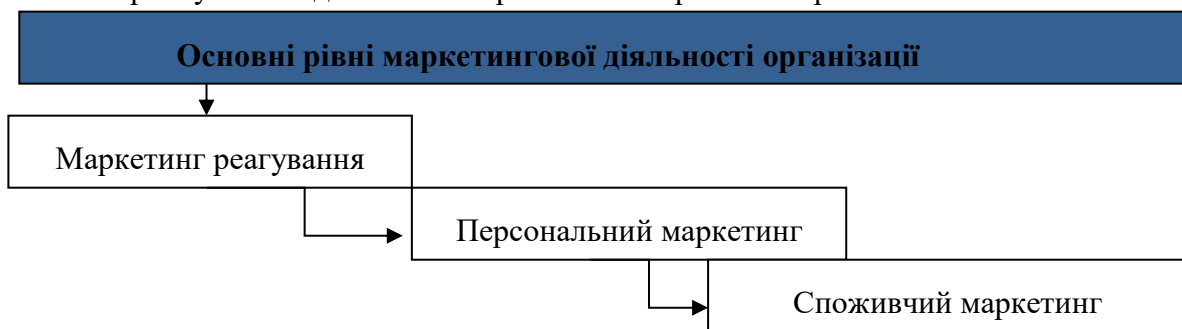 Основні рівні маркетингової діяльності організації
Маркетинг реагування
Персональний маркетинг
Споживчий маркетинг